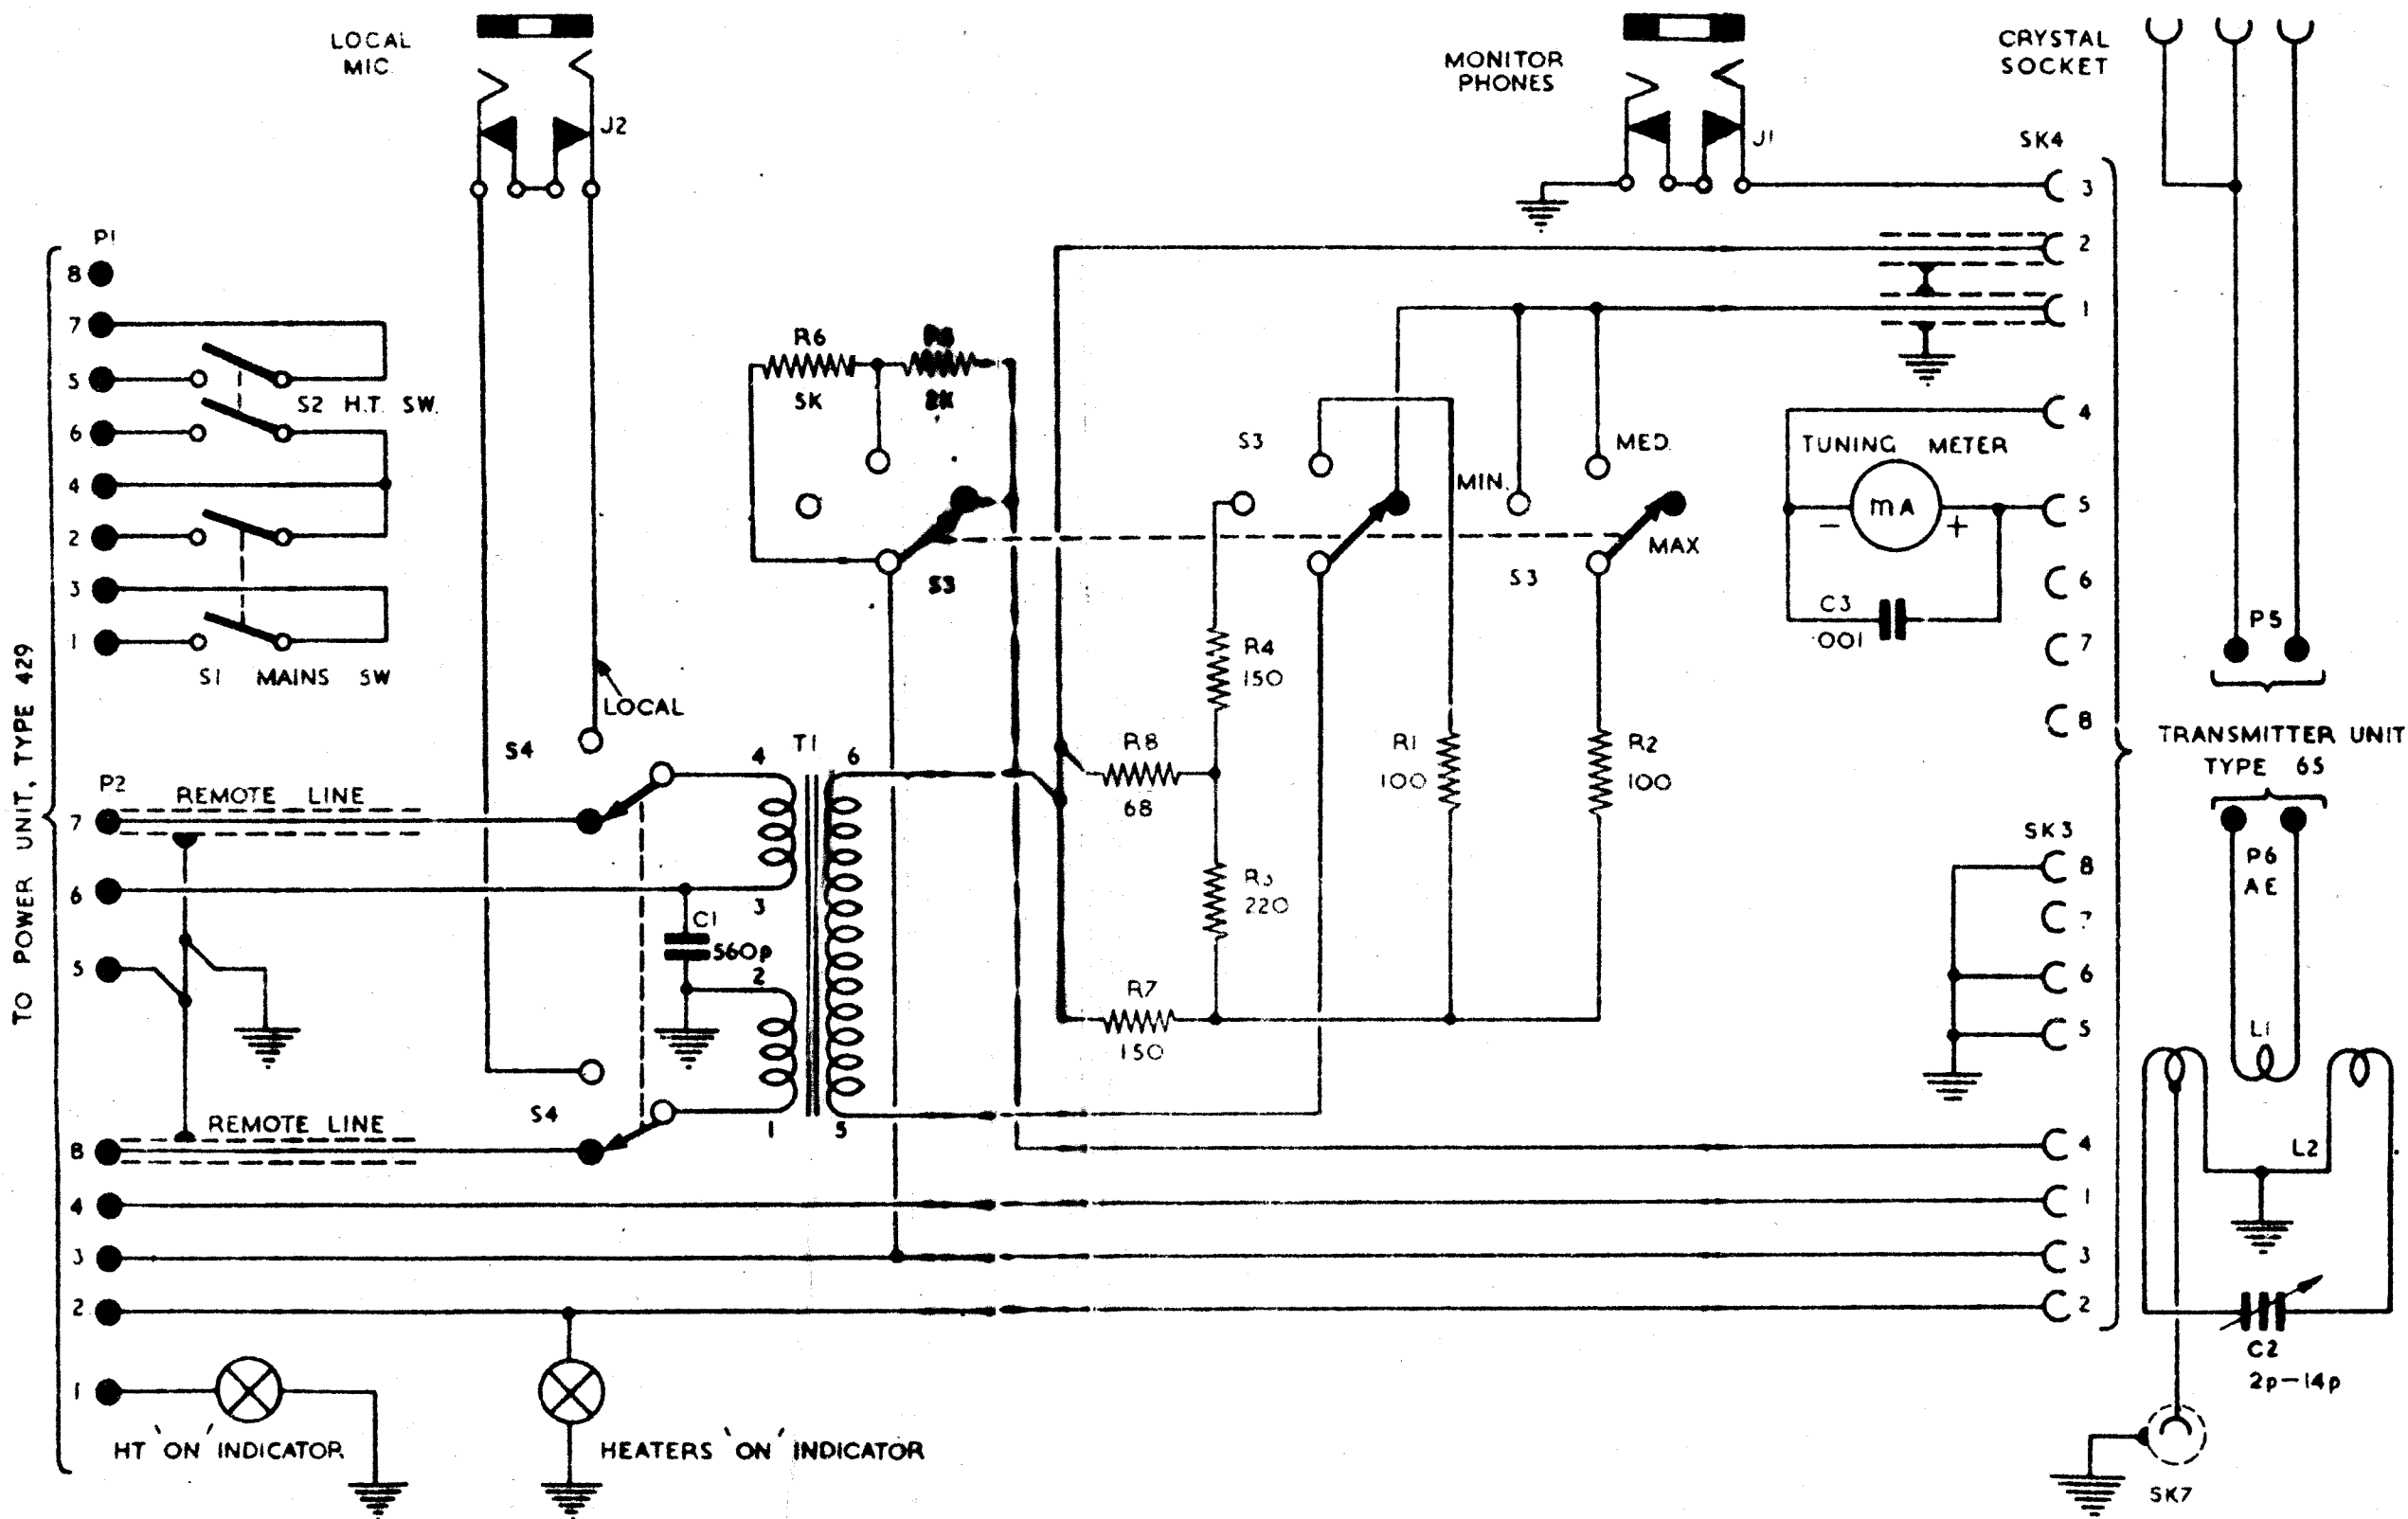 LOCAL
MIC
J2
MONITOR
PHONES
J1
CRYSTAL
SOCKET
SK4
3
2
1
4
5
6
7
8
TO POWER UNIT, TYPE 429
P1
8
7
5
6
4
2
3
1
S2 H.T. SW.
S1 MAINS SW
R6
5K
2K
S3
S3
MIN.
MED.
S3
MAX
TUNING METER
mA
− +
C3
·001
P5
TRANSMITTER UNIT
TYPE 65
P6
AE
L1
L2
C2
2p–14p
SK7
LOCAL
S4
P2
REMOTE LINE
7
6
5
T1
4
6
3
C1
560p
2
1
5
S4
REMOTE LINE
8
4
3
2
1
R4
150
R8
68
R3
220
R7
150
R1
100
R2
100
SK3
8
7
6
5
4
1
3
2
HT 'ON' INDICATOR
HEATERS 'ON' INDICATOR